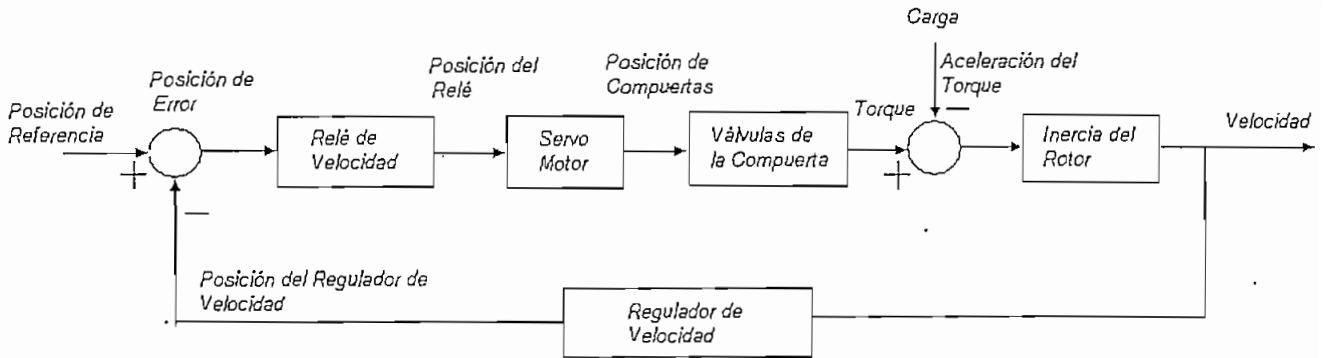 Carga
Posición de
Error
Posición del
Relé
Posición de
Compuertas
Aceleración del
Torque
Posición de
Referencia
Relé de
Velocidad
Servo
Motor
Válvulas de
la Compuerta
Torque
Inercia del
Rotor
Velocidad
+
−
+
−
Posición del Regulador de
Velocidad
Regulador de
Velocidad